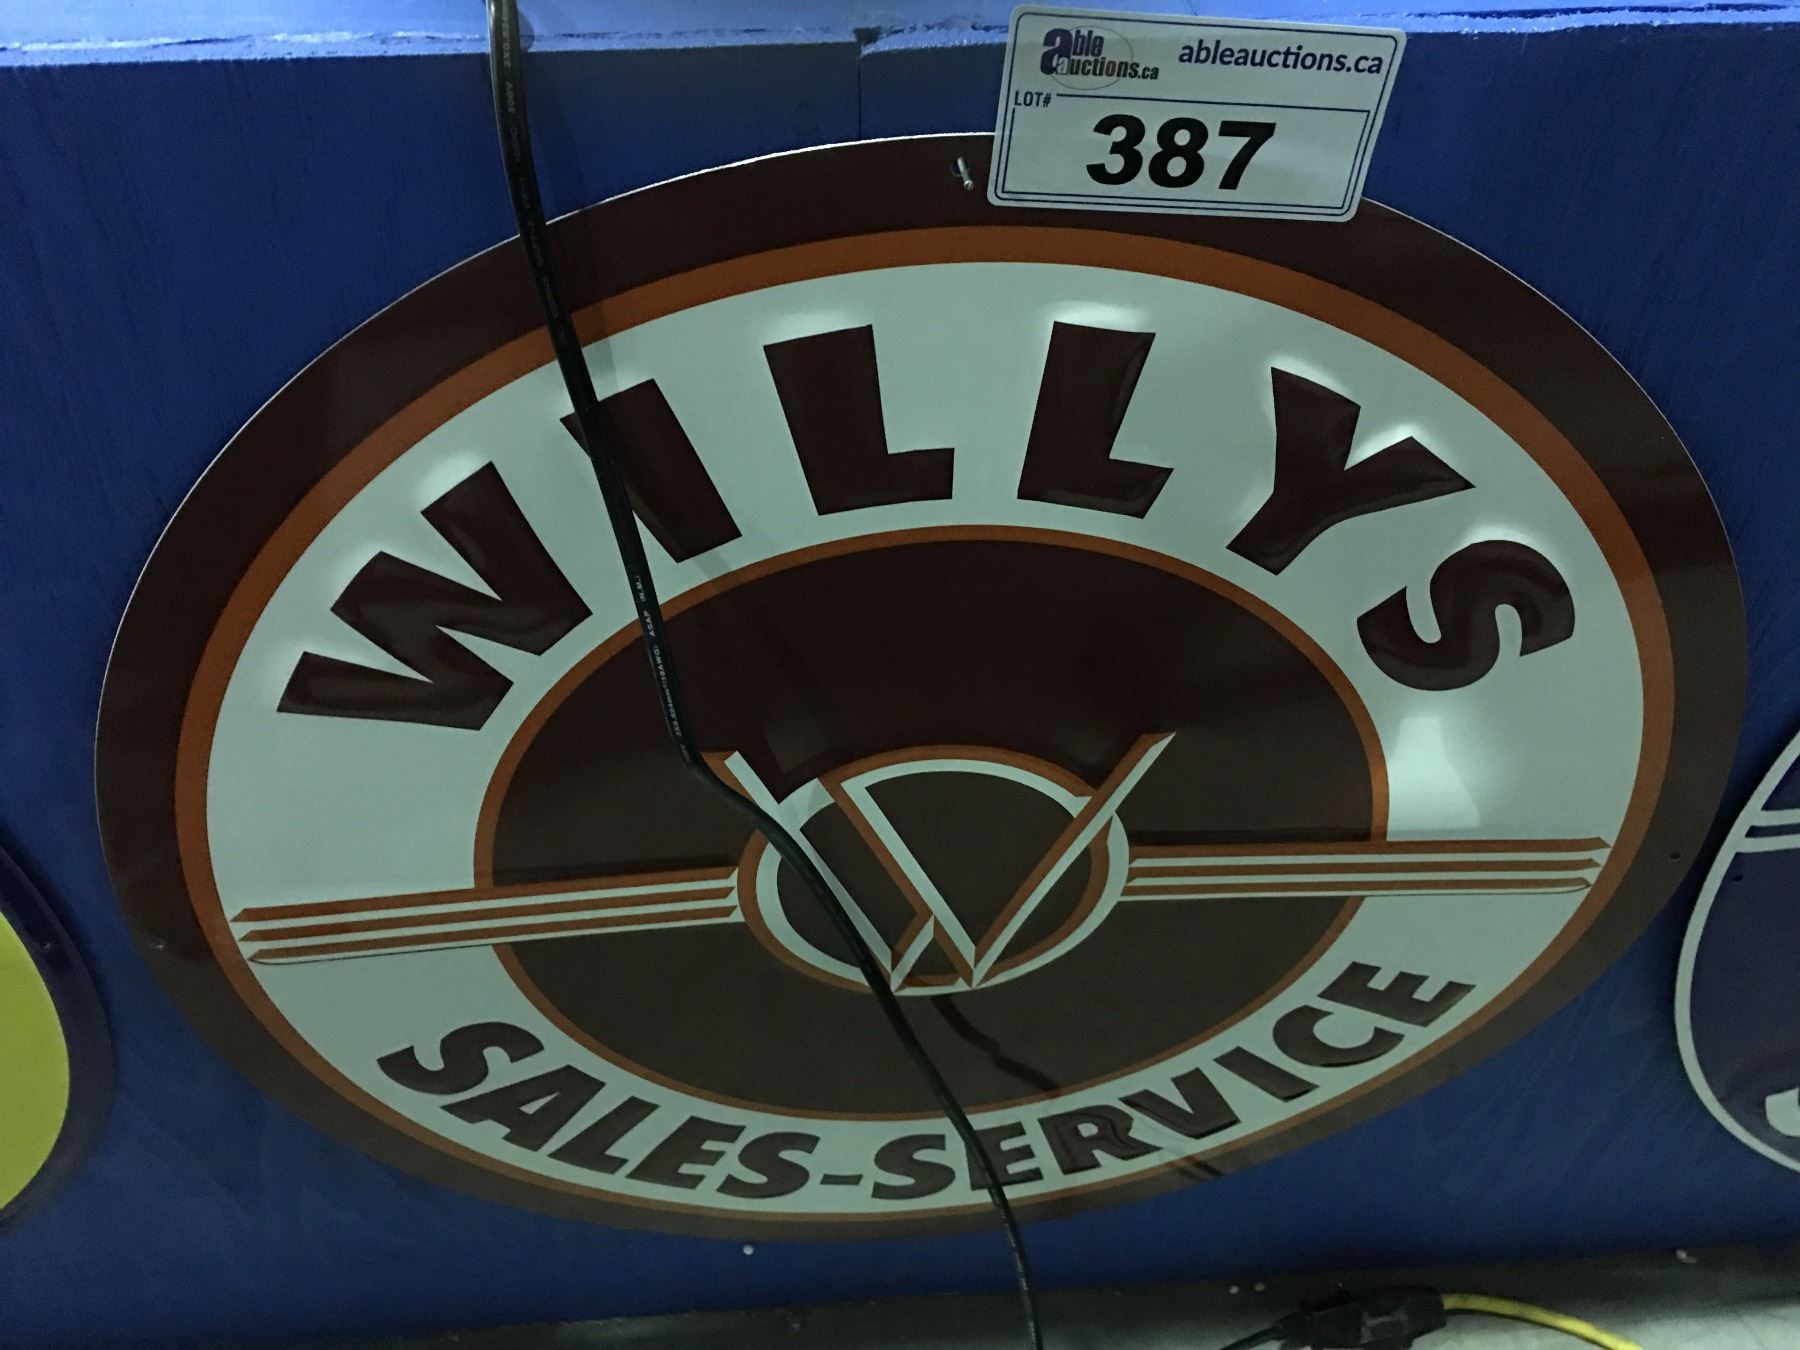 able
auctions.ca
ableauctions.ca
LOT#
387
WILLYS
W
SALES-SERVICE